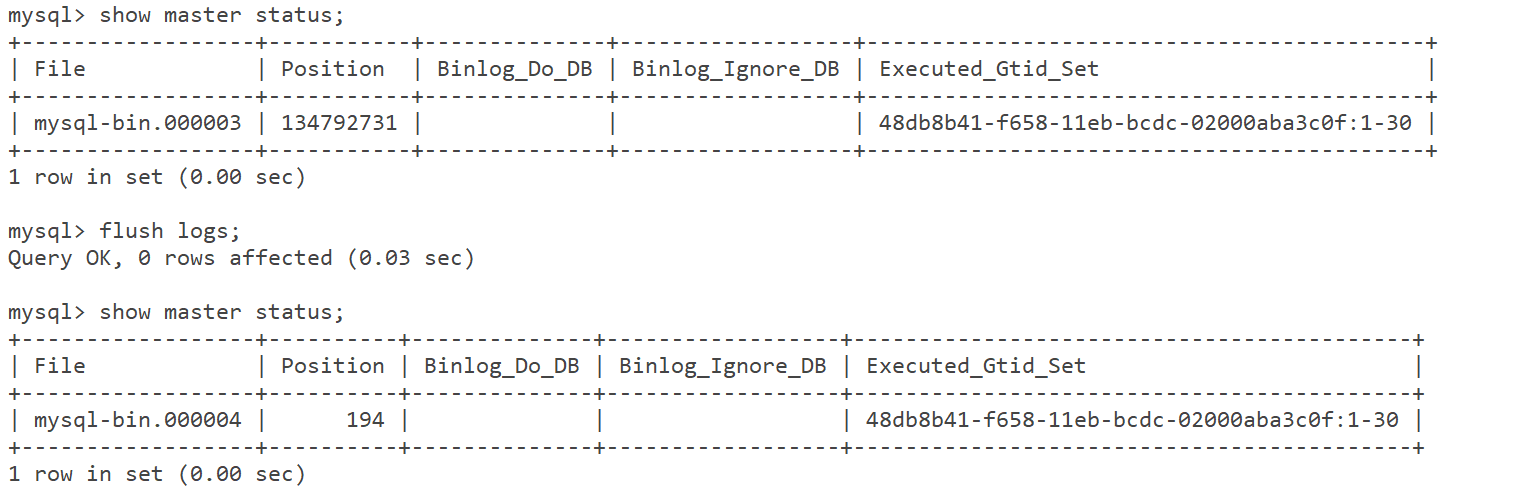 mysql> show master status;
+------------------+-----------+--------------+------------------+-------------------------------------------+
| File             | Position  | Binlog_Do_DB | Binlog_Ignore_DB | Executed_Gtid_Set                         |
+------------------+-----------+--------------+------------------+-------------------------------------------+
| mysql-bin.000003 | 134792731 |              |                  | 48db8b41-f658-11eb-bcdc-02000aba3c0f:1-30 |
+------------------+-----------+--------------+------------------+-------------------------------------------+
1 row in set (0.00 sec)

mysql> flush logs;
Query OK, 0 rows affected (0.03 sec)

mysql> show master status;
+------------------+----------+--------------+------------------+-------------------------------------------+
| File             | Position | Binlog_Do_DB | Binlog_Ignore_DB | Executed_Gtid_Set                         |
+------------------+----------+--------------+------------------+-------------------------------------------+
| mysql-bin.000004 |      194 |              |                  | 48db8b41-f658-11eb-bcdc-02000aba3c0f:1-30 |
+------------------+----------+--------------+------------------+-------------------------------------------+
1 row in set (0.00 sec)